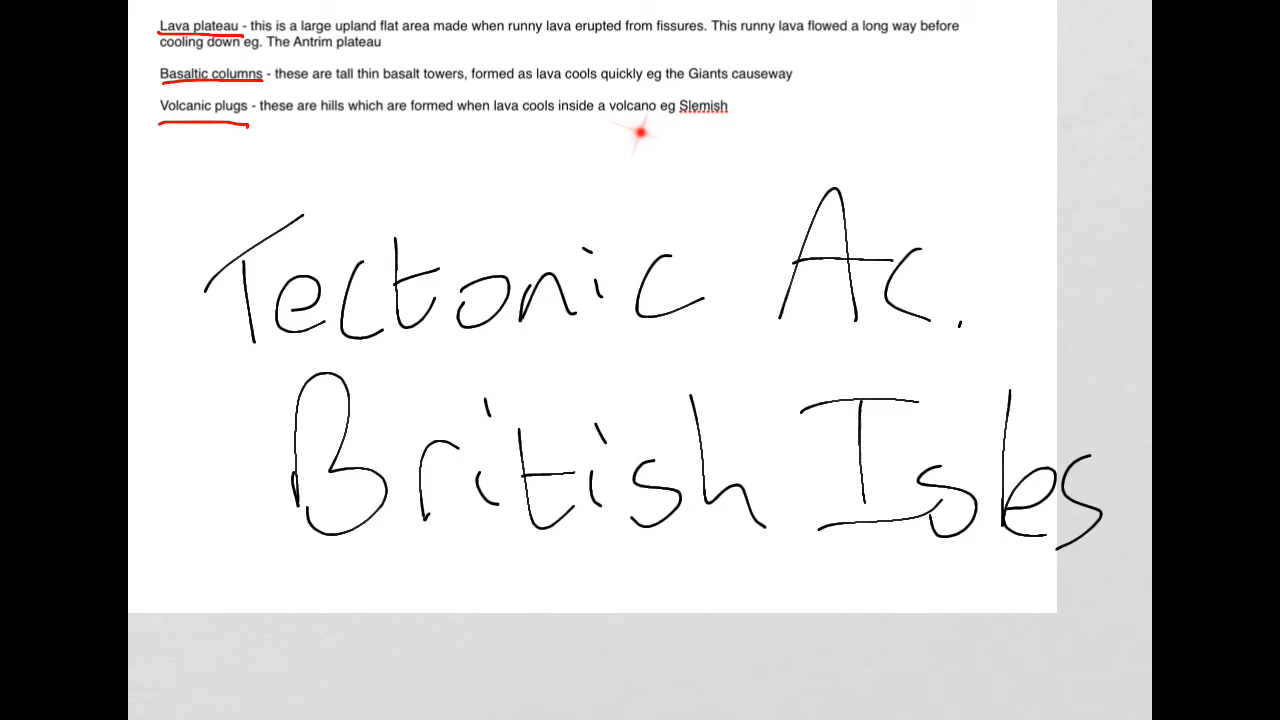 Lava plateau - this is a large upland flat area made when runny lava erupted from fissures. This runny lava flowed a long way before
cooling down eg. The Antrim plateau
Basaltic columns - these are tall thin basalt towers, formed as lava cools quickly eg the Giants causeway
Volcanic plugs - these are hills which are formed when lava cools inside a volcano eg Slemish
Tectonic Ac.
British Isles